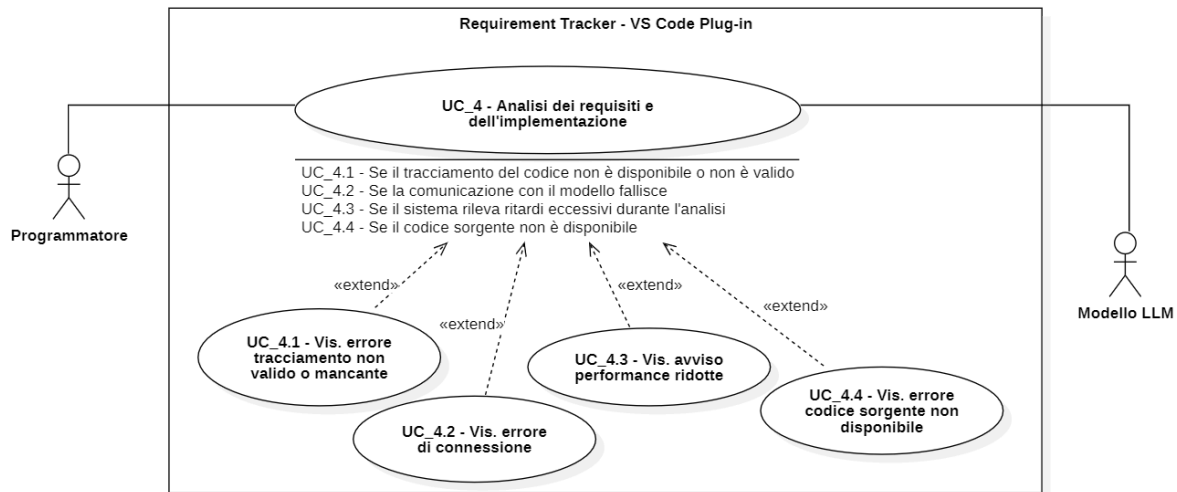 Requirement Tracker - VS Code Plug-in
UC_4 - Analisi dei requisiti e
dell'implementazione
UC_4.1 - Se il tracciamento del codice non è disponibile o non è valido
UC_4.2 - Se la comunicazione con il modello fallisce
UC_4.3 - Se il sistema rileva ritardi eccessivi durante l'analisi
UC_4.4 - Se il codice sorgente non è disponibile
Programmatore
Modello LLM
«extend»
«extend»
«extend»
«extend»
UC_4.1 - Vis. errore
tracciamento non
valido o mancante
UC_4.2 - Vis. errore
di connessione
UC_4.3 - Vis. avviso
performance ridotte
UC_4.4 - Vis. errore
codice sorgente non
disponibile